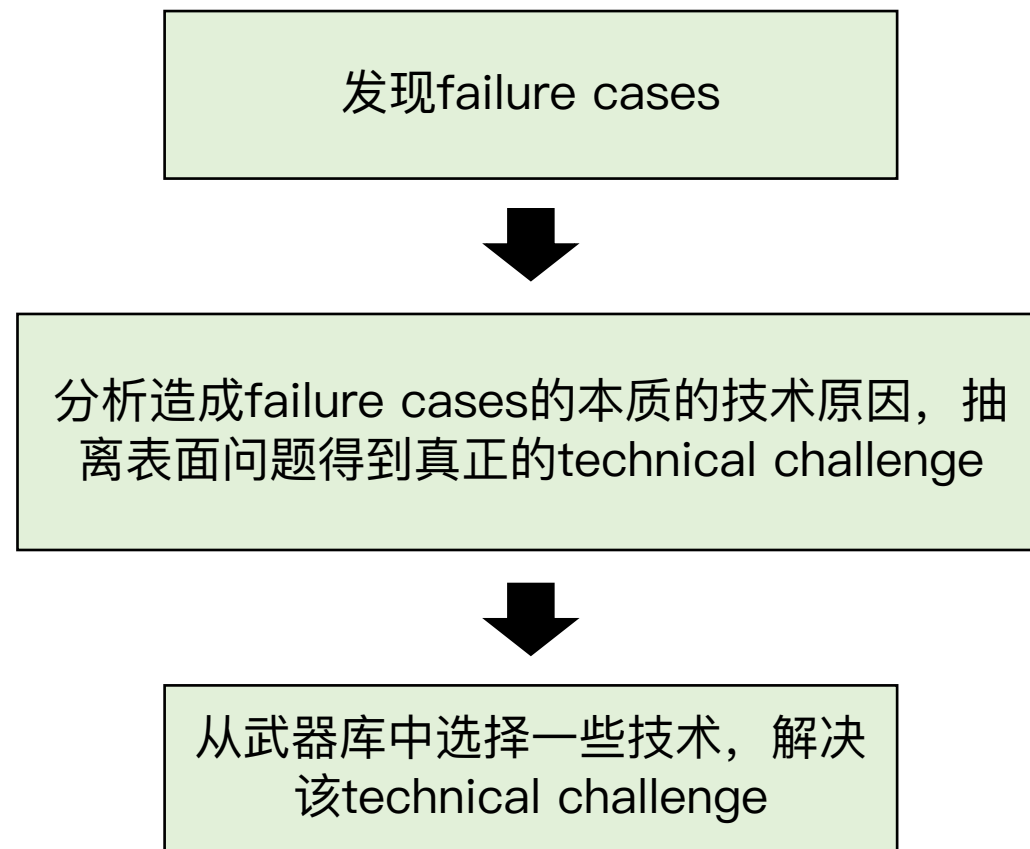 发现failure cases
分析造成failure cases的本质的技术原因，抽
离表面问题得到真正的technical challenge
从武器库中选择一些技术，解决
该technical challenge